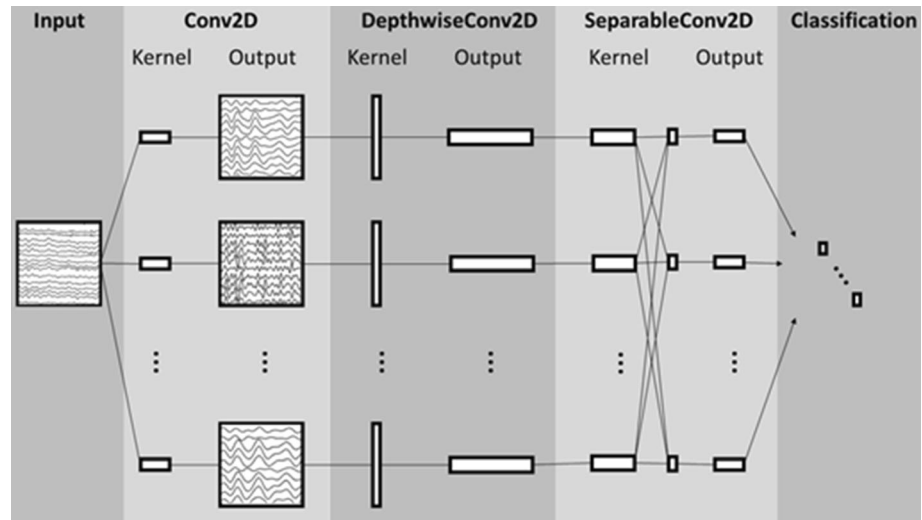 Input Conv2D DepthwiseConv2D SeparableConv2D Classification
Kernel Output Kernel Output Kernel Output